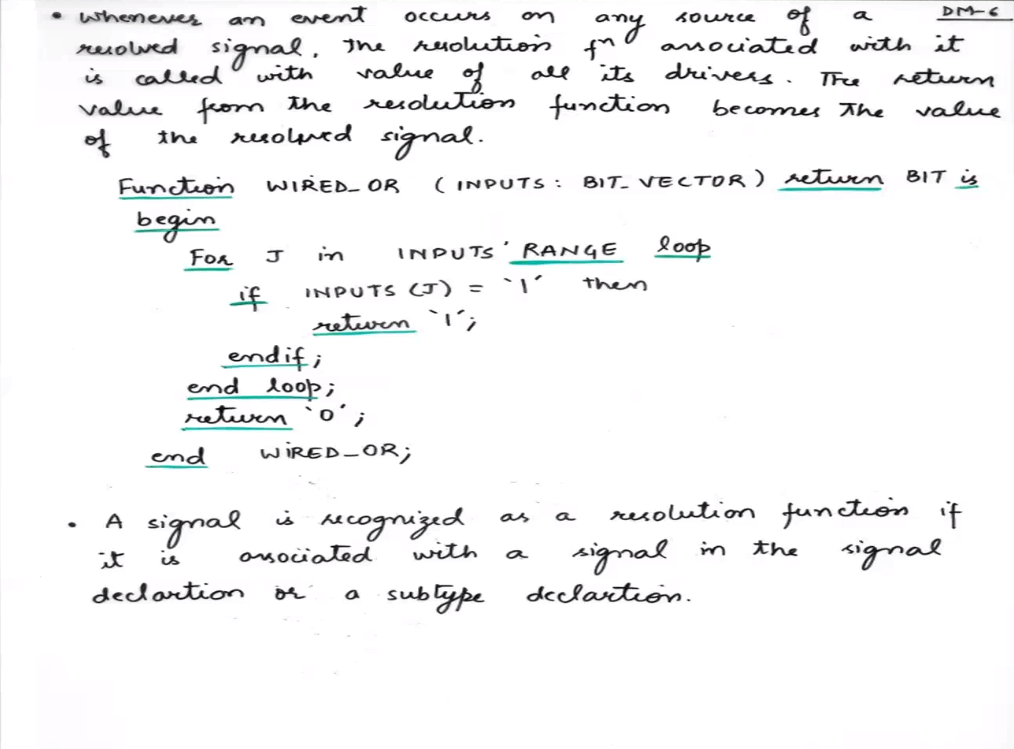 • Whenever an event occurs on any source of a DM-6
resolved signal, the resolution fⁿ associated with it
is called with value of all its drivers. The return
value from the resolution function becomes the value
of the resolved signal.
Function WIRED_OR (INPUTS: BIT_VECTOR) return BIT is
begin
For J in INPUTS'RANGE loop
if INPUTS (J) = '1' then
return '1';
endif;
end loop;
return '0';
end WIRED_OR;
• A signal is recognized as a resolution function if
it is associated with a signal in the signal
declartion or a subtype declartion.